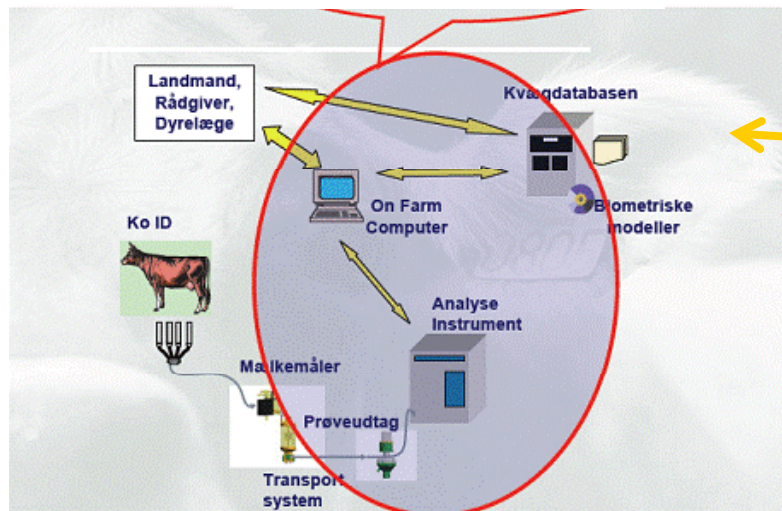 Landmand,
Rådgiver,
Dyrelæge
Kvægdatabasen
On Farm
Computer
Biometriske
modeller
Ko ID
Analyse
Instrument
Mælkemåler
Prøveudtag
Transport
system